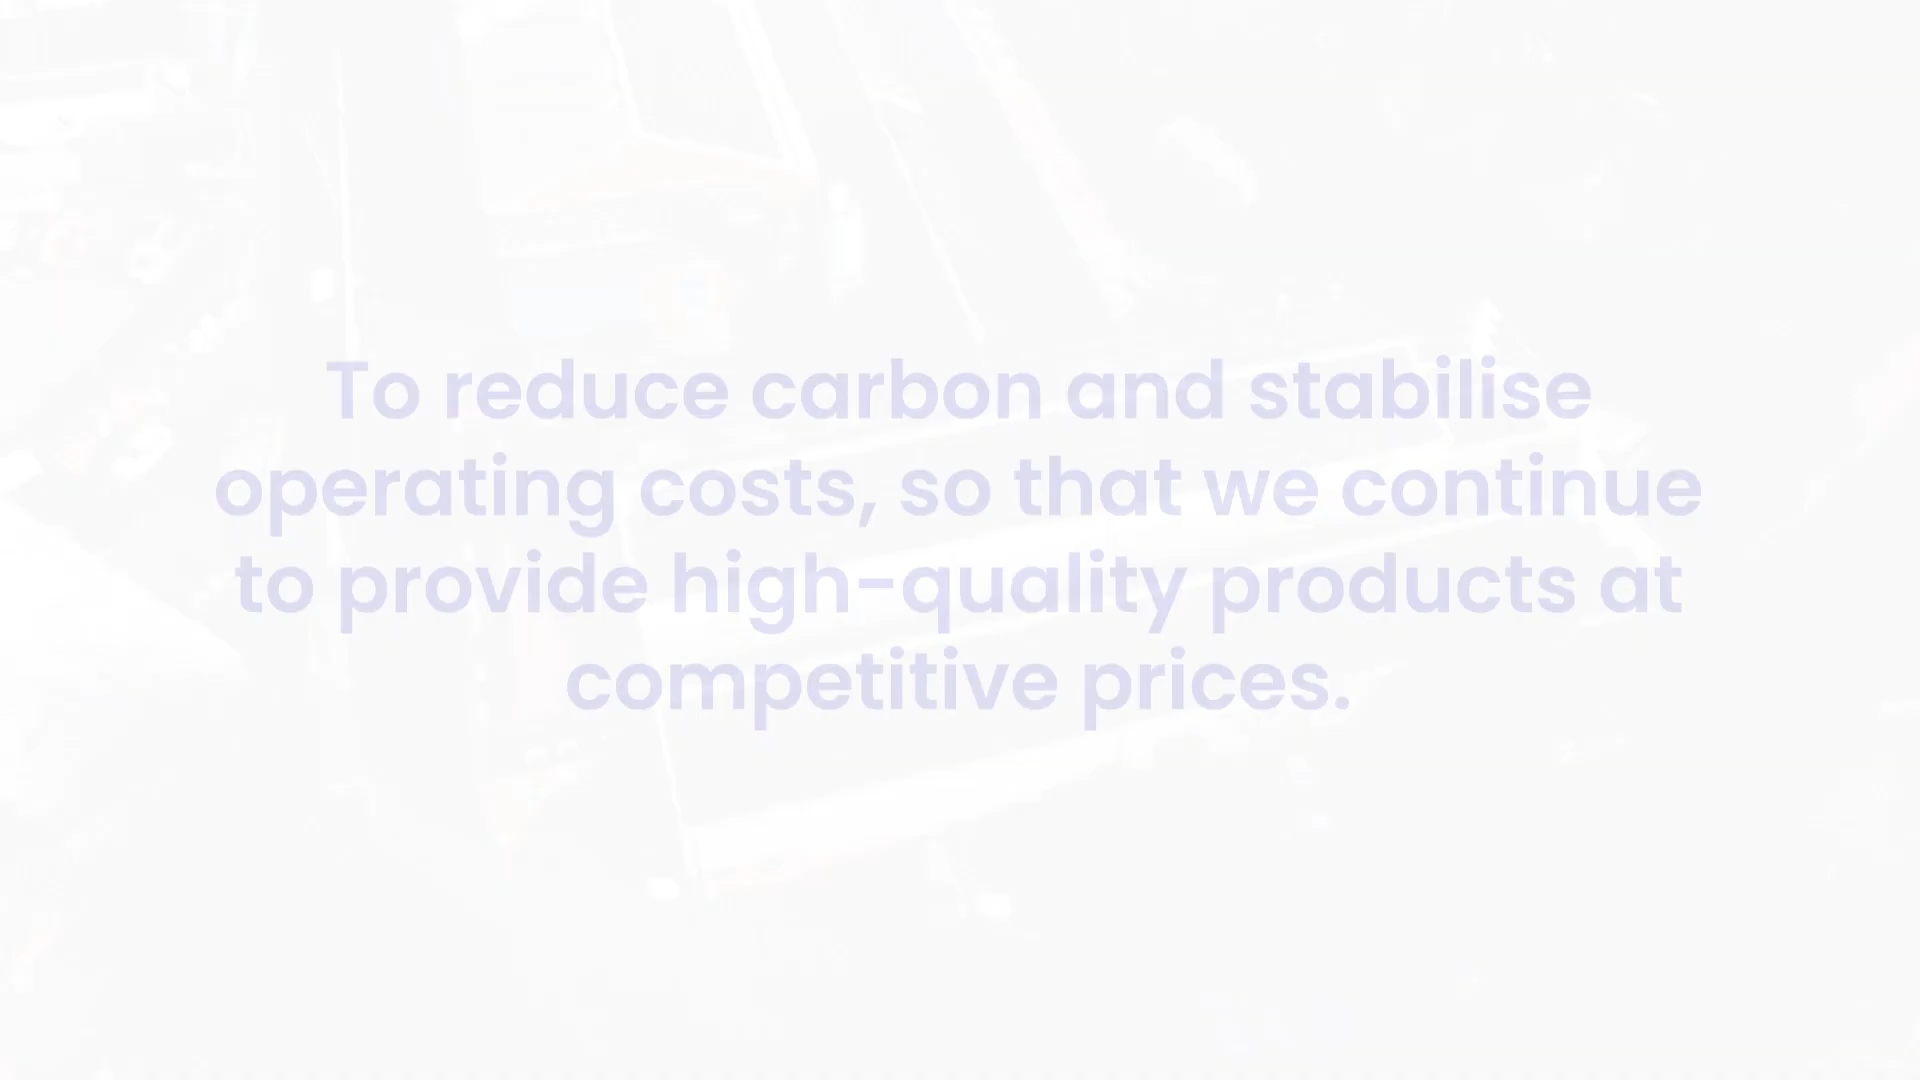 To reduce carbon and stabilise
operating costs, so that we continue
to provide high-quality products at
competitive prices.